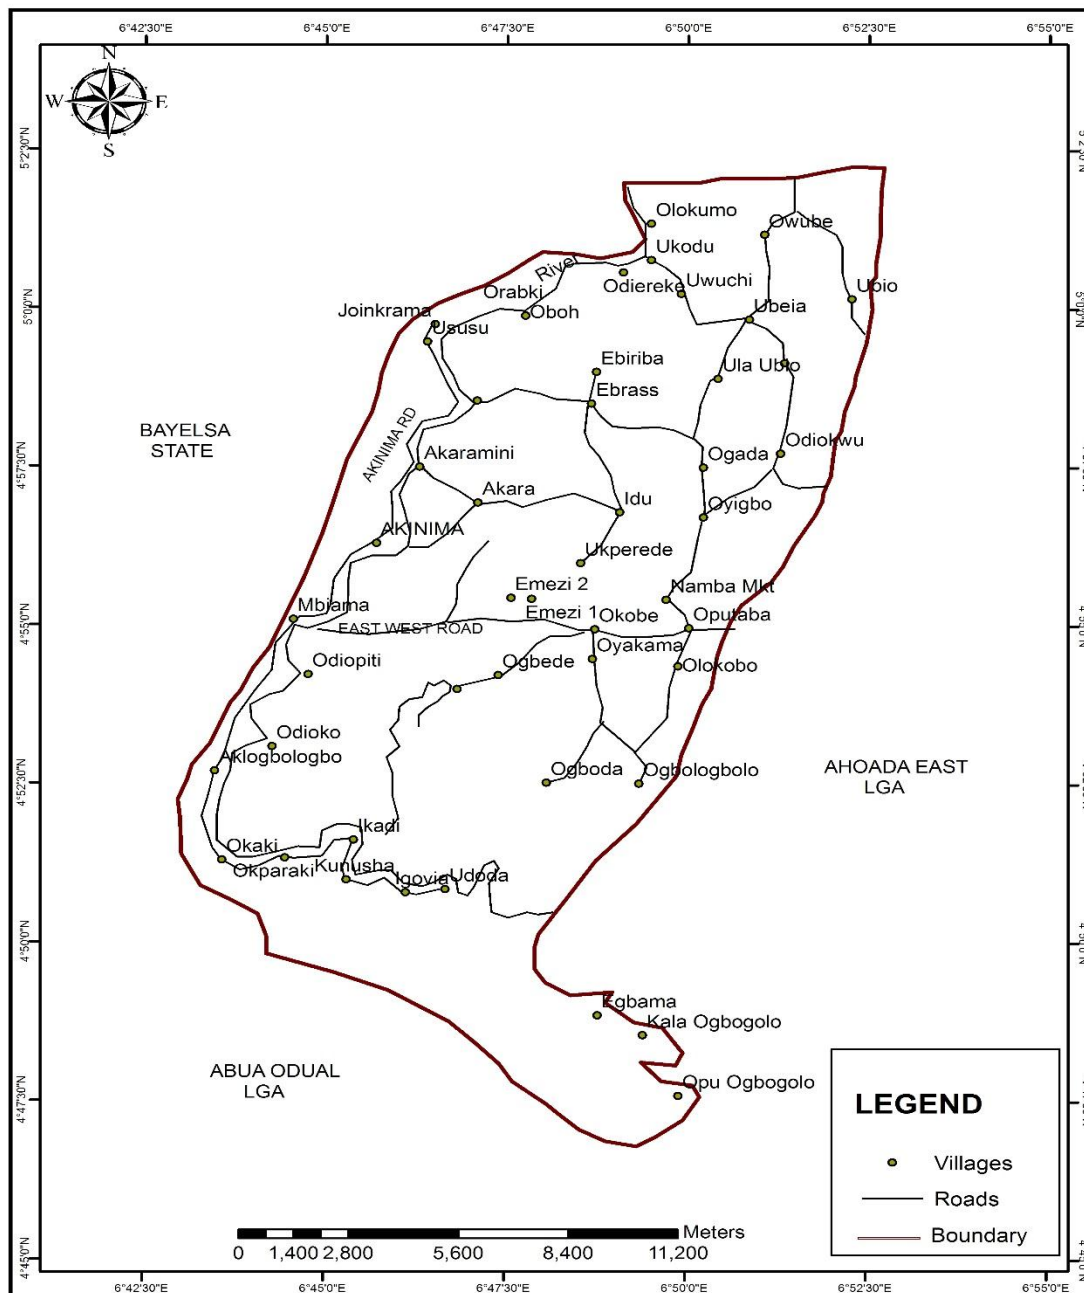 6°42'30"E 6°45'0"E 6°47'30"E 6°50'0"E 6°52'30"E 6°55'0"E
N
W E
S
5°2'30"N
Olokumo
Owube
Ukodu
River
Odiereke
Uwuchi
Ubio
Orabki
5°0'0"N
Joinkrama
Oboh
Ubeia
Ususu
Ebiriba
Ula Ubio
Ebrass
BAYELSA
STATE
AKINIMA RD
Akaramini
Odiokwu
Ogada
4°57'30"N
Akara
Idu
Oyigbo
AKINIMA
Ukperede
Emezi 2
Namba Mkt
Mbiama
Emezi 1
Okobe
Oputaba
4°55'0"N
EAST WEST ROAD
Oyakama
Odiopiti
Ogbede
Olokobo
Odioko
Aklogbologbo
Ogboda
Ogbologbolo
AHOADA EAST
LGA
4°52'30"N
Ikadi
Okaki
Okparaki
Kunusha
Igovia
Udoda
4°50'0"N
Egbama
Kala Ogbogolo
ABUA ODUAL
LGA
Opu Ogbogolo
4°47'30"N
LEGEND
Villages
Roads
Boundary
Meters
0 1,400 2,800 5,600 8,400 11,200
4°45'0"N
6°42'30"E 6°45'0"E 6°47'30"E 6°50'0"E 6°52'30"E 6°55'0"E